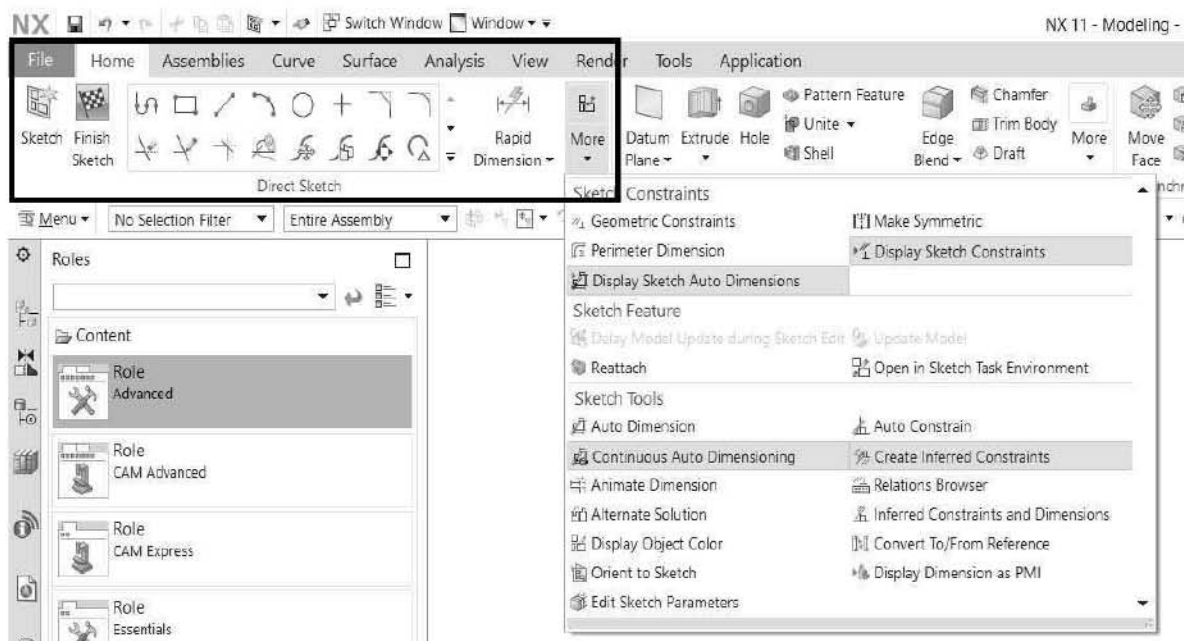 NX Switch Window Window NX 11 - Modeling -
File Home Assemblies Curve Surface Analysis View Render Tools Application
Sketch Finish Sketch Rapid Dimension More Datum Plane Extrude Hole Pattern Feature Unite Shell Edge Blend Chamfer Trim Body Draft More Move Face
Direct Sketch
Menu No Selection Filter Entire Assembly
Roles
Content
Role
Advanced
Role
CAM Advanced
Role
CAM Express
Role
Essentials
Sketch Constraints
Geometric Constraints Make Symmetric
Perimeter Dimension Display Sketch Constraints
Display Sketch Auto Dimensions
Sketch Feature
Delay Model Update during Sketch Edit Update Model
Reattach Open in Sketch Task Environment
Sketch Tools
Auto Dimension Auto Constrain
Continuous Auto Dimensioning Create Inferred Constraints
Animate Dimension Relations Browser
Alternate Solution Inferred Constraints and Dimensions
Display Object Color Convert To/From Reference
Orient to Sketch Display Dimension as PMI
Edit Sketch Parameters